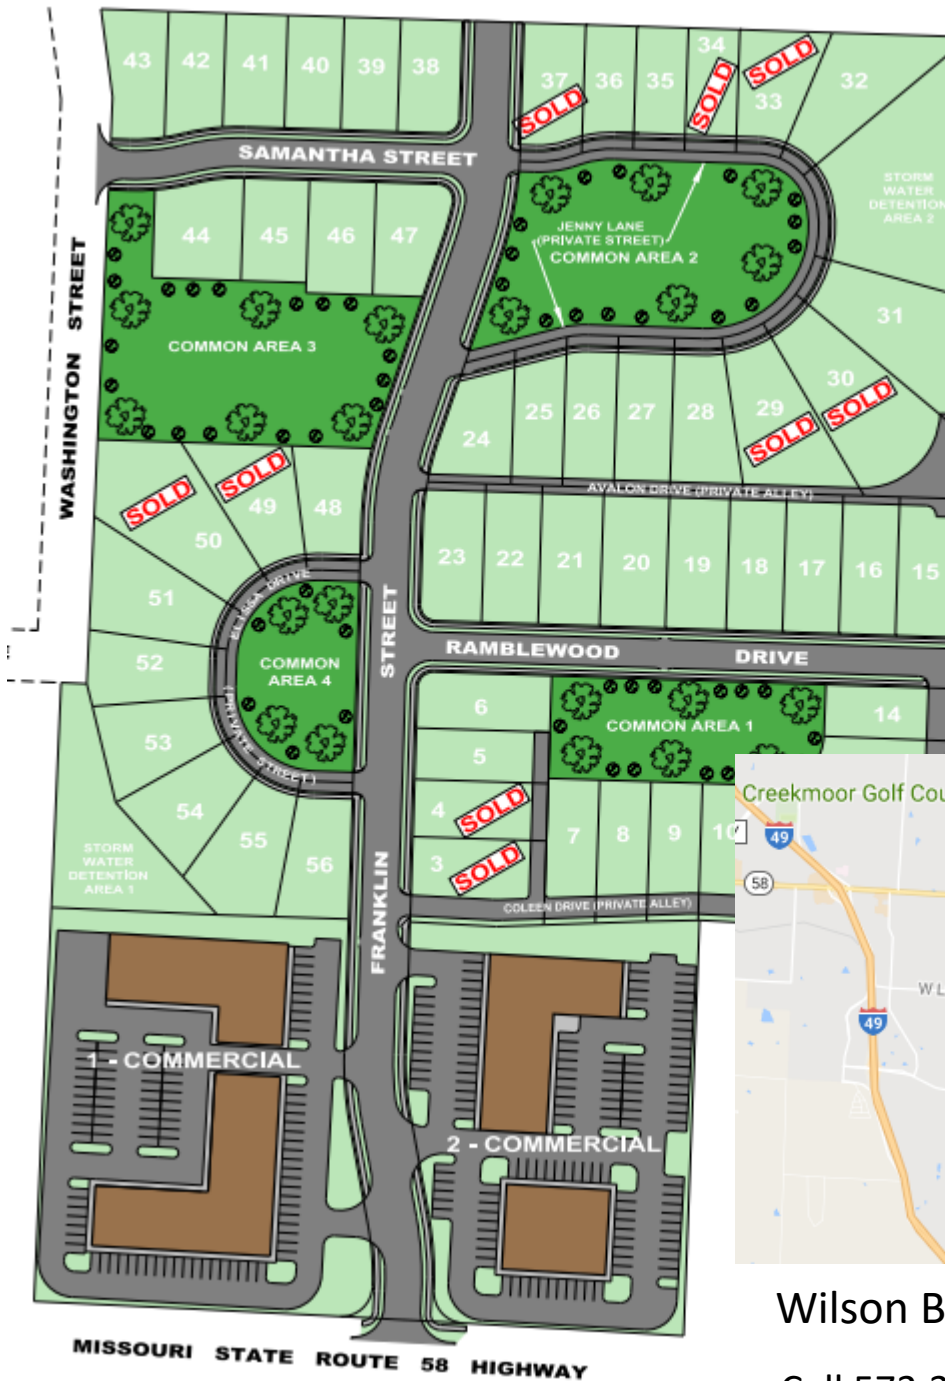 43
42
41
40
39
38
37
SOLD
36
35
34
SOLD
SOLD
33
32
SAMANTHA STREET
STORM
WATER
DETENTION
AREA 2
44
45
46
47
JENNY LANE
(PRIVATE STREET)
COMMON AREA 2
WASHINGTON STREET
COMMON AREA 3
31
30
SOLD
29
SOLD
28
27
26
25
24
AVALON DRIVE (PRIVATE ALLEY)
SOLD
50
SOLD
49
48
23
22
21
20
19
18
17
16
15
51
52
53
54
55
56
ELISSA DRIVE
(PRIVATE STREET)
COMMON
AREA 4
FRANKLIN STREET
RAMBLEWOOD DRIVE
6
5
4
SOLD
3
SOLD
COMMON AREA 1
14
7
8
9
10
COLEEN DRIVE (PRIVATE ALLEY)
STORM
WATER
DETENTION
AREA 1
Creekmoor Golf Cou
49
58
W L
49
1 - COMMERCIAL
2 - COMMERCIAL
MISSOURI STATE ROUTE 58 HIGHWAY
Wilson B